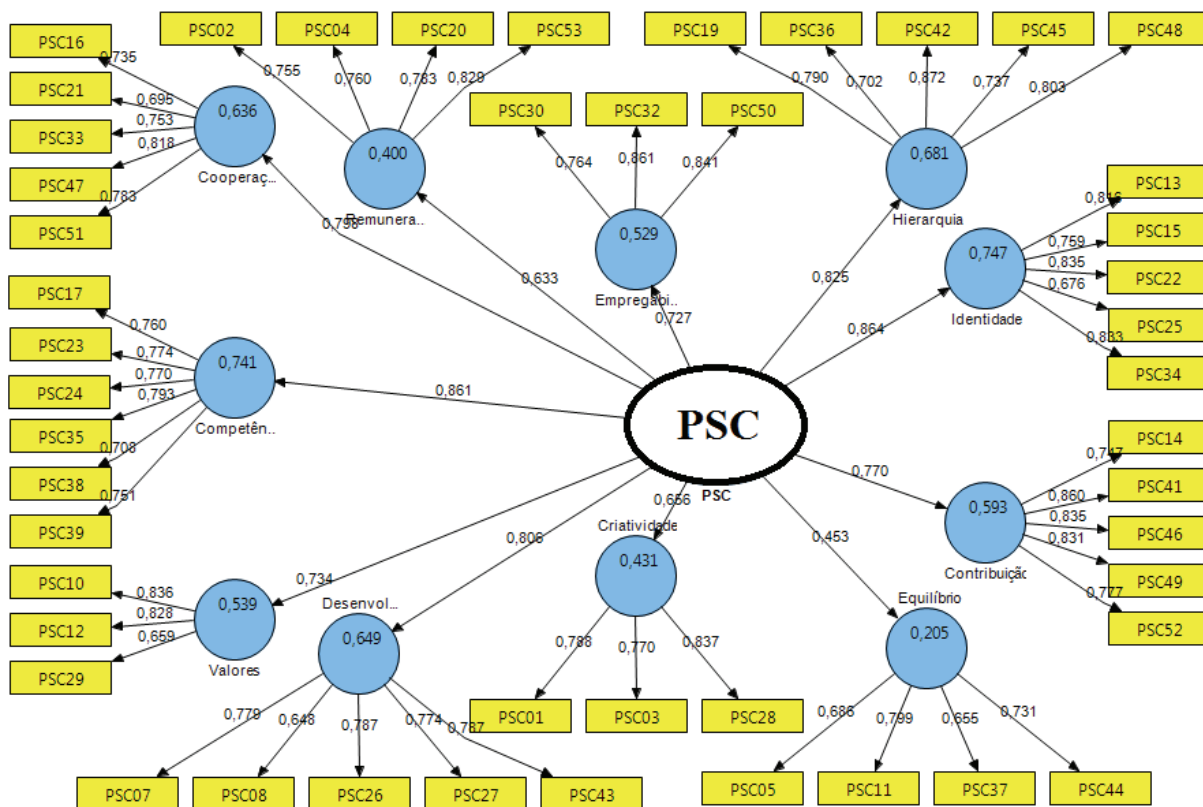 PSC16
PSC21
PSC33
PSC47
PSC51
0,735
0,695
0,753
0,818
0,783
0,636
Cooperaç...
PSC02
PSC04
PSC20
PSC53
0,755
0,760
0,783
0,829
0,400
Remunera...
PSC30
PSC32
PSC50
0,764
0,861
0,841
0,529
Empregabi...
PSC19
PSC36
PSC42
PSC45
PSC48
0,790
0,702
0,872
0,737
0,803
0,681
Hierarquia
PSC13
PSC15
PSC22
PSC25
PSC34
0,816
0,759
0,835
0,676
0,833
0,747
Identidade
0,798
0,633
0,727
0,825
0,864
PSC17
PSC23
PSC24
PSC35
PSC38
PSC39
0,760
0,774
0,770
0,793
0,708
0,751
0,741
Competên...
0,861
PSC
PSC
0,770
PSC14
PSC41
PSC46
PSC49
PSC52
0,747
0,860
0,835
0,831
0,777
0,593
Contribuição
0,734
0,806
0,656
0,453
PSC10
PSC12
PSC29
0,836
0,828
0,659
0,539
Valores
Desenvol...
0,649
0,779
0,648
0,787
0,774
0,737
PSC07
PSC08
PSC26
PSC27
PSC43
Criatividade
0,431
0,788
0,770
0,837
PSC01
PSC03
PSC28
Equilíbrio
0,205
0,686
0,799
0,655
0,731
PSC05
PSC11
PSC37
PSC44